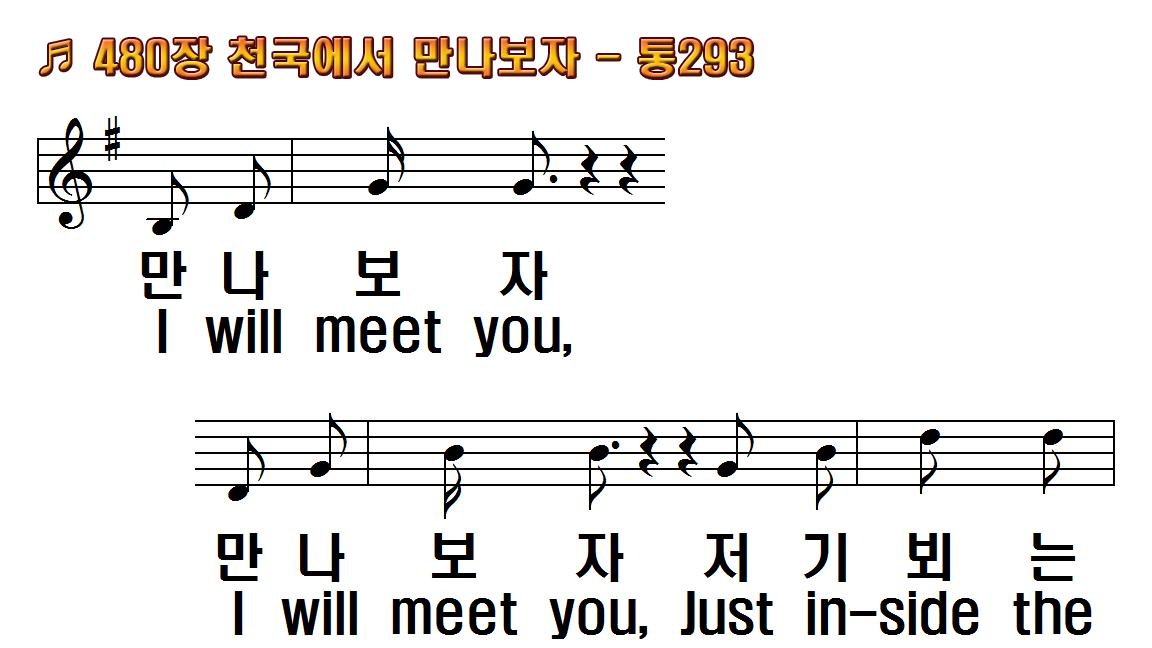 480장 천국에서 만나보자 - 통293
만 나 보 자
I will meet you,
만 나 보 자 저 기 뵈 는
I will meet you, Just in-side the